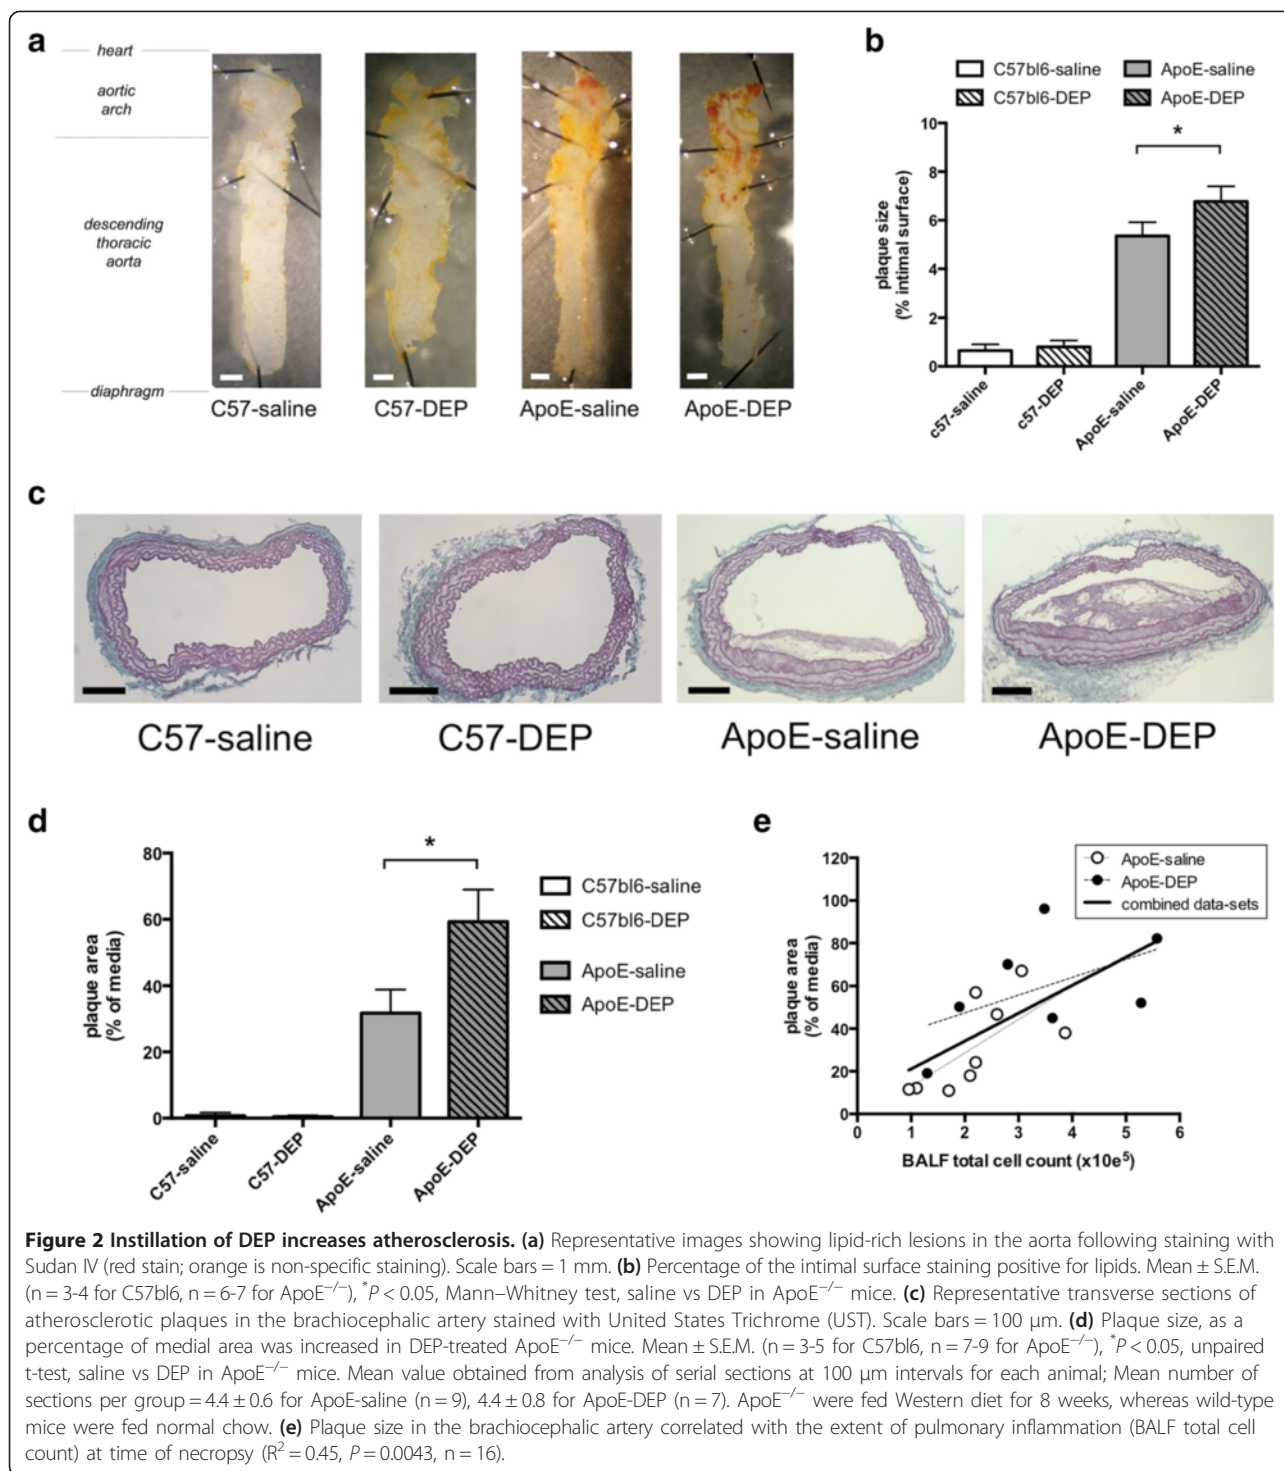 a
heart
aortic
arch
descending
thoracic
aorta
diaphragm
C57-saline
C57-DEP
ApoE-saline
ApoE-DEP
b
C57bl6-saline
ApoE-saline
C57bl6-DEP
ApoE-DEP
plaque size
(% intimal surface)
10
8
6
4
2
0
*
c57-saline
c57-DEP
ApoE-saline
ApoE-DEP
c
C57-saline
C57-DEP
ApoE-saline
ApoE-DEP
d
plaque area
(% of media)
80
60
40
20
0
*
C57-saline
C57-DEP
ApoE-saline
ApoE-DEP
C57bl6-saline
C57bl6-DEP
ApoE-saline
ApoE-DEP
e
plaque area
(% of media)
120
100
80
60
40
20
0
0 1 2 3 4 5 6
BALF total cell count (x10e⁵)
ApoE-saline
ApoE-DEP
combined data-sets
Figure 2 Instillation of DEP increases atherosclerosis. (a) Representative images showing lipid-rich lesions in the aorta following staining with
Sudan IV (red stain; orange is non-specific staining). Scale bars = 1 mm. (b) Percentage of the intimal surface staining positive for lipids. Mean ± S.E.M.
(n = 3-4 for C57bl6, n = 6-7 for ApoE⁻/⁻), *P < 0.05, Mann–Whitney test, saline vs DEP in ApoE⁻/⁻ mice. (c) Representative transverse sections of
atherosclerotic plaques in the brachiocephalic artery stained with United States Trichrome (UST). Scale bars = 100 μm. (d) Plaque size, as a
percentage of medial area was increased in DEP-treated ApoE⁻/⁻ mice. Mean ± S.E.M. (n = 3-5 for C57bl6, n = 7-9 for ApoE⁻/⁻), *P < 0.05, unpaired
t-test, saline vs DEP in ApoE⁻/⁻ mice. Mean value obtained from analysis of serial sections at 100 μm intervals for each animal; Mean number of
sections per group = 4.4 ± 0.6 for ApoE-saline (n = 9), 4.4 ± 0.8 for ApoE-DEP (n = 7). ApoE⁻/⁻ were fed Western diet for 8 weeks, whereas wild-type
mice were fed normal chow. (e) Plaque size in the brachiocephalic artery correlated with the extent of pulmonary inflammation (BALF total cell
count) at time of necropsy (R² = 0.45, P = 0.0043, n = 16).